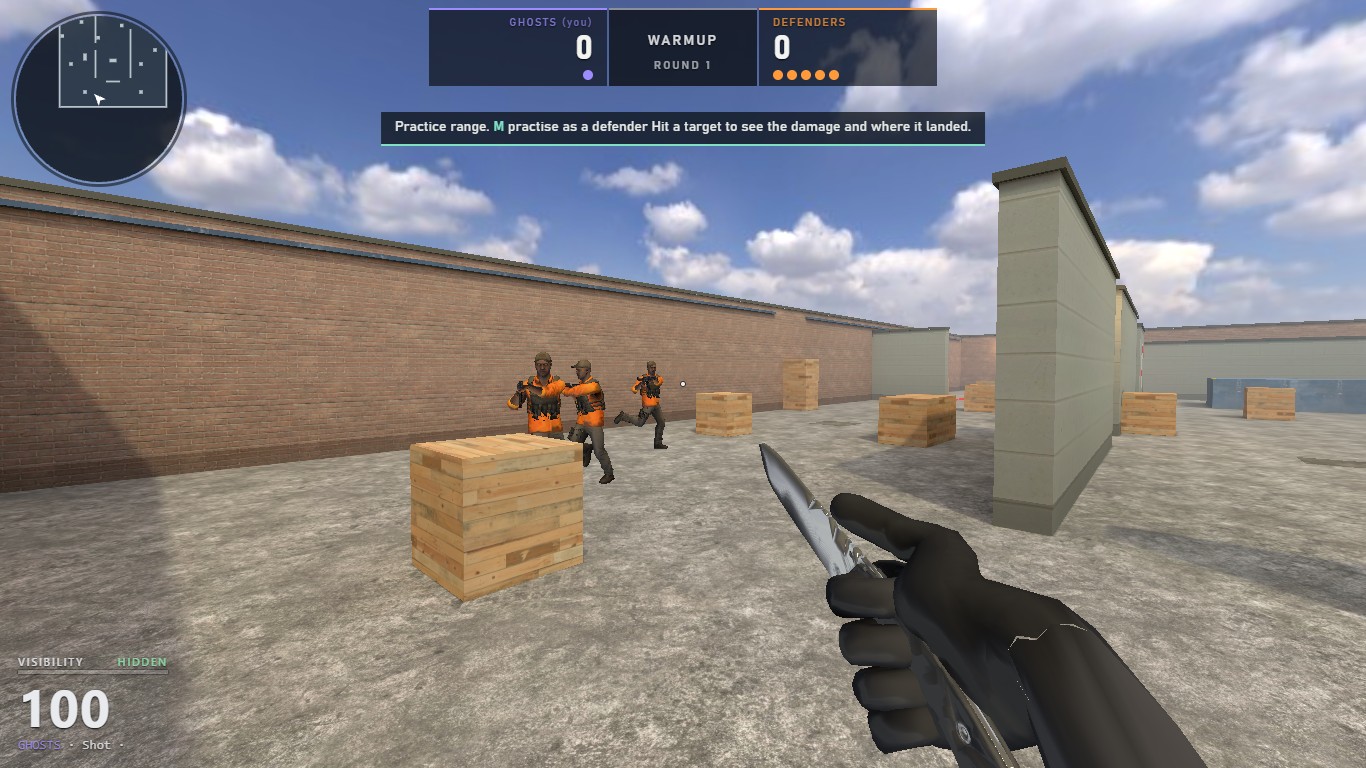 GHOSTS (you)
0
WARMUP
ROUND 1
DEFENDERS
0
Practice range. M practise as a defender Hit a target to see the damage and where it landed.
VISIBILITY HIDDEN
100
GHOSTS · Shot ·